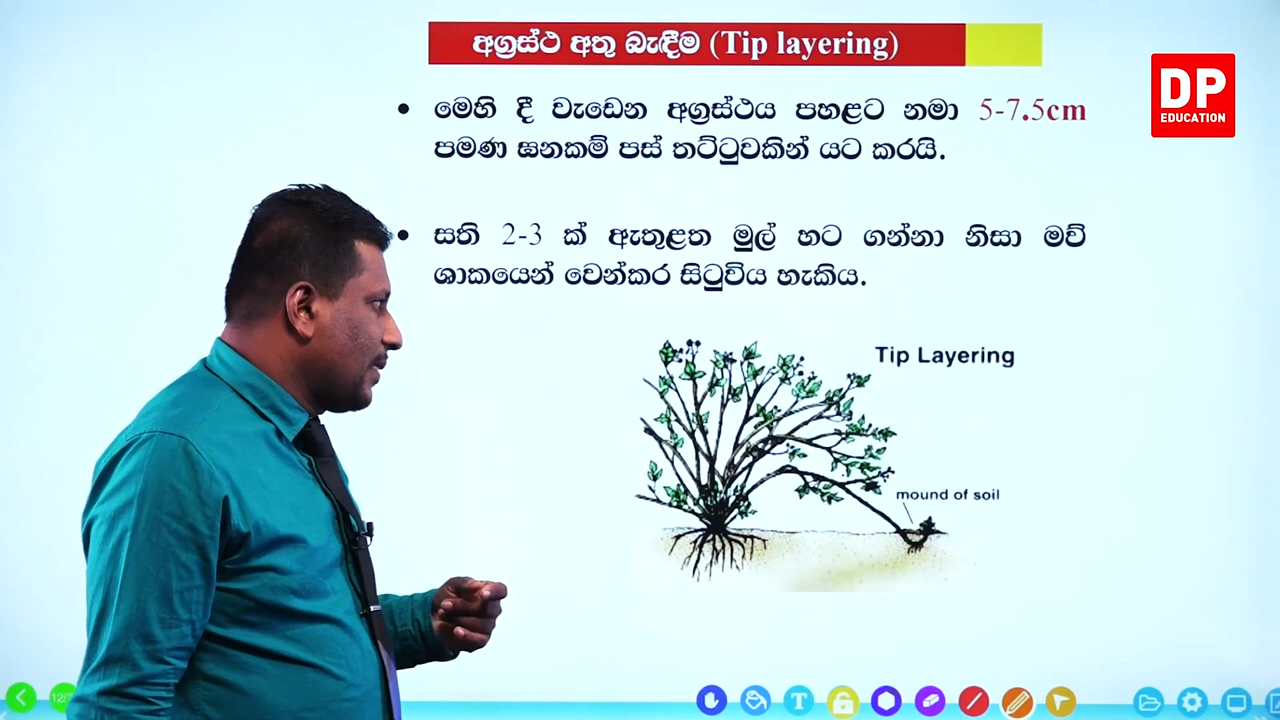 අග්‍රස්ථ අතු බැඳීම (Tip layering)
DP
EDUCATION
• මෙහි දී වැඩෙන අග්‍රස්ථය පහළට නමා 5-7.5cm
පමණ ඝනකම් පස් තට්ටුවකින් යට කරයි.
• සති 2-3 ක් ඇතුළත මුල් හට ගන්නා නිසා මව්
ශාකයෙන් වෙන්කර සිටුවිය හැකිය.
Tip Layering
mound of soil